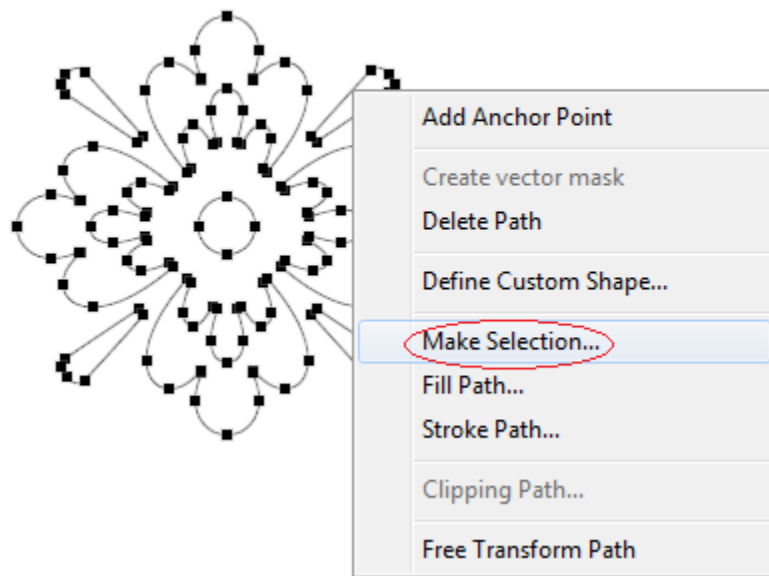 Add Anchor Point
Create vector mask
Delete Path
Define Custom Shape...
Make Selection...
Fill Path...
Stroke Path...
Clipping Path...
Free Transform Path